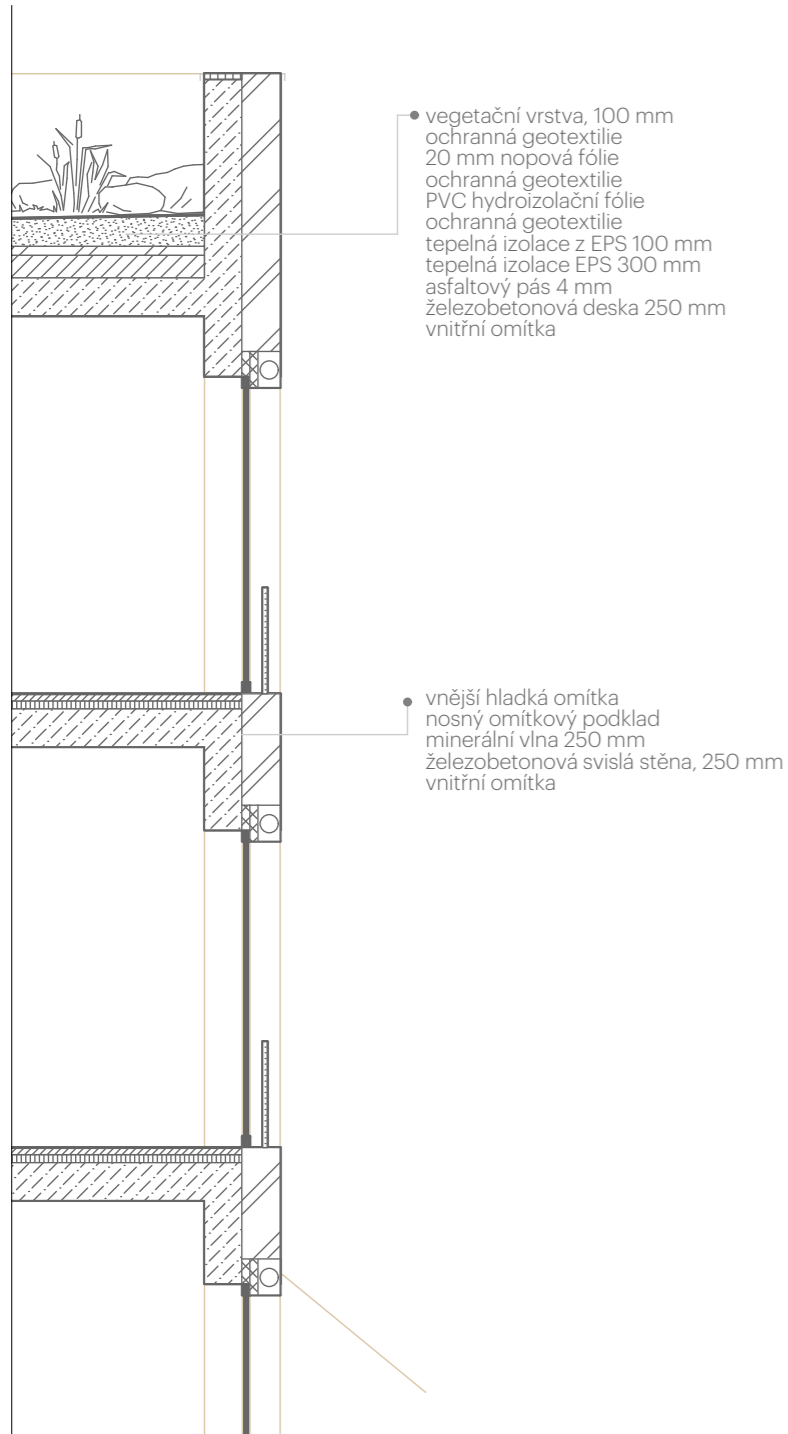 vegetační vrstva, 100 mm
ochranná geotextilie
20 mm nopová fólie
ochranná geotextilie
PVC hydroizolační fólie
ochranná geotextilie
tepelná izolace z EPS 100 mm
tepelná izolace EPS 300 mm
asfaltový pás 4 mm
železobetonová deska 250 mm
vnitřní omítka
vnější hladká omítka
nosný omítkový podklad
minerální vlna 250 mm
železobetonová svislá stěna, 250 mm
vnitřní omítka